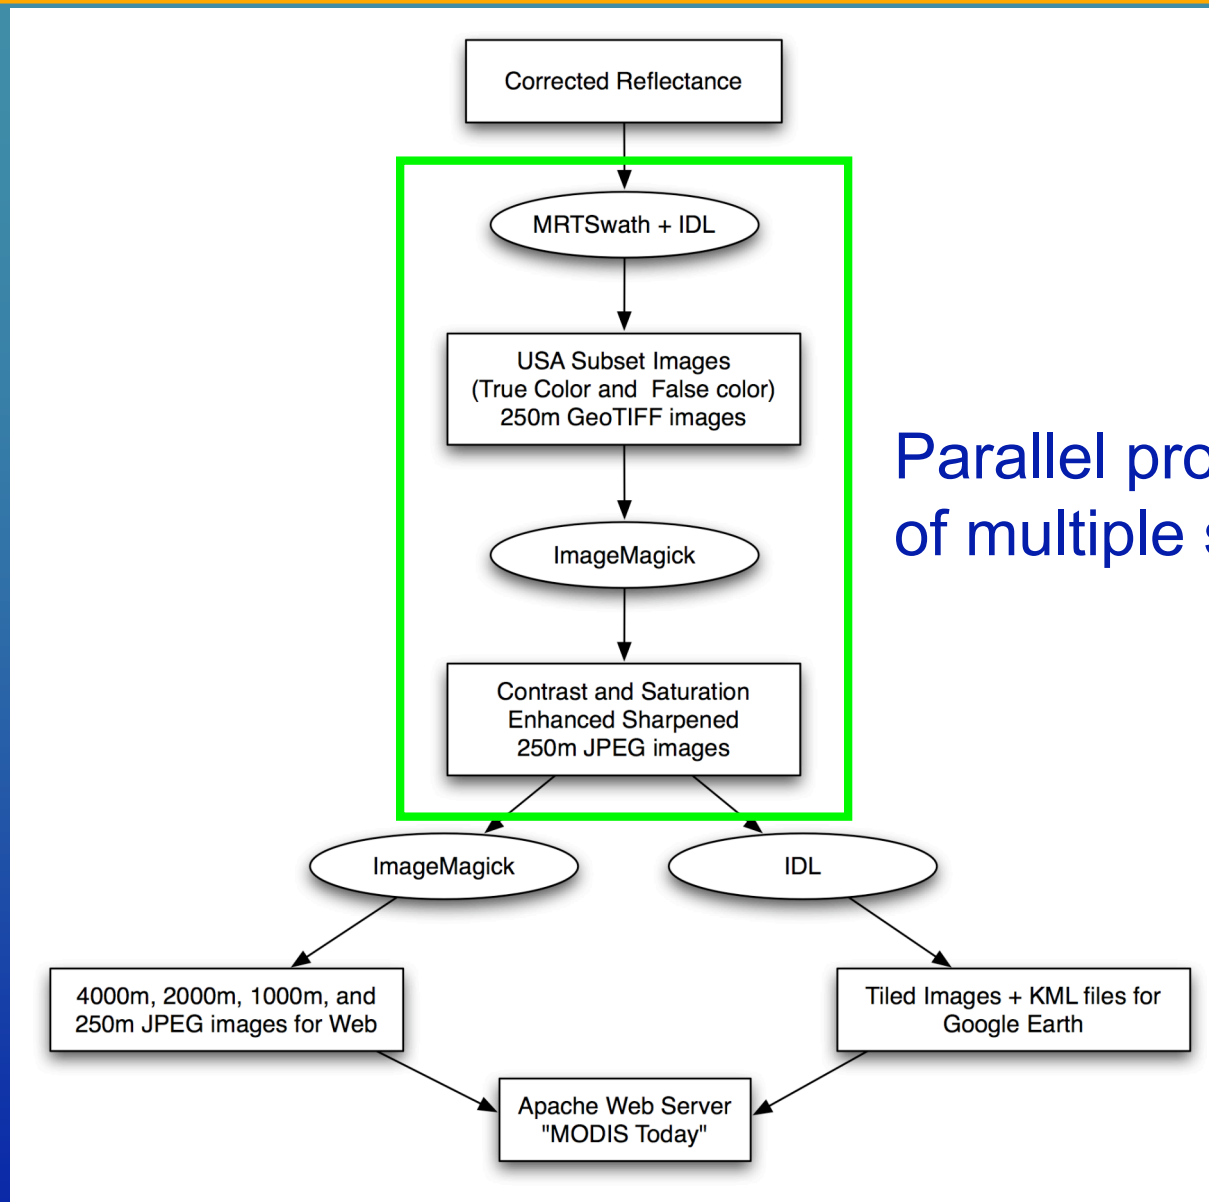 Corrected Reflectance
MRTSwath + IDL
USA Subset Images
(True Color and False color)
250m GeoTIFF images
Parallel
of multiple
ImageMagick
Contrast and Saturation
Enhanced Sharpened
250m JPEG images
ImageMagick
IDL
4000m, 2000m, 1000m, and
250m JPEG images for Web
Tiled Images + KML files for
Google Earth
Apache Web Server
"MODIS Today"